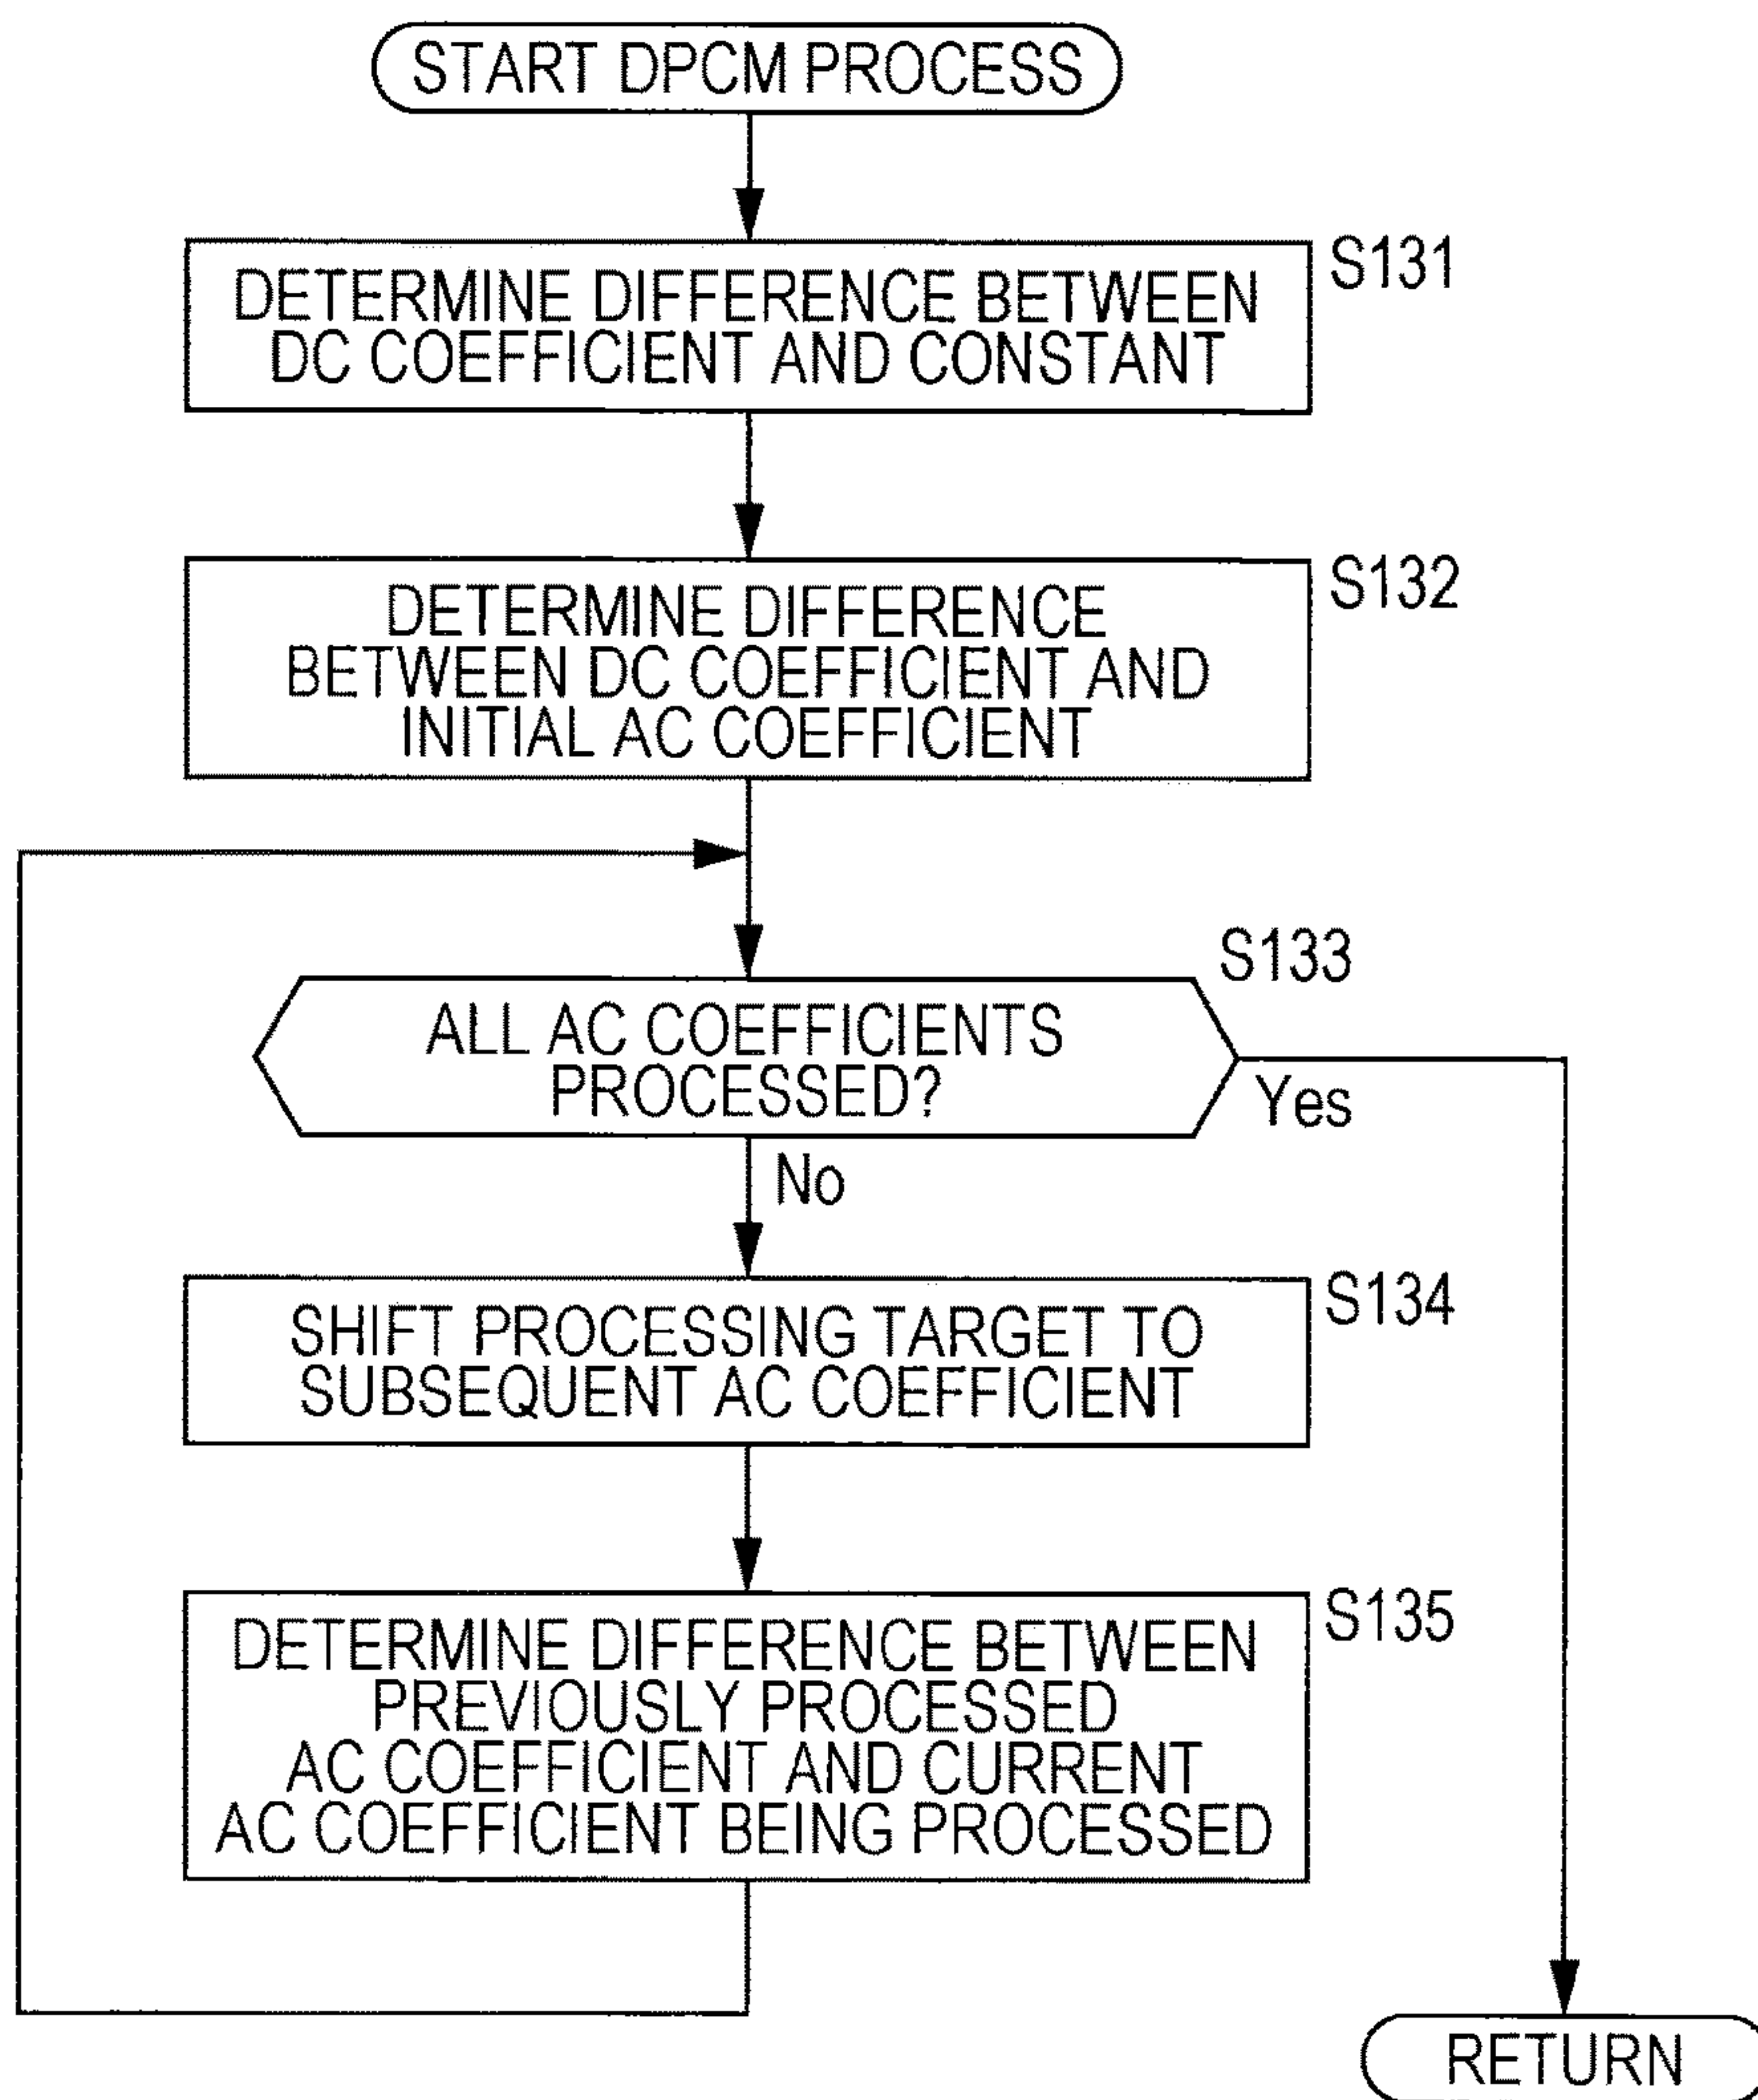 START DPCM PROCESS
S131
DETERMINE DIFFERENCE BETWEEN
DC COEFFICIENT AND CONSTANT
S132
DETERMINE DIFFERENCE
BETWEEN DC COEFFICIENT AND
INITIAL AC COEFFICIENT
S133
ALL AC COEFFICIENTS
PROCESSED?
Yes
No
S134
SHIFT PROCESSING TARGET TO
SUBSEQUENT AC COEFFICIENT
S135
DETERMINE DIFFERENCE BETWEEN
PREVIOUSLY PROCESSED
AC COEFFICIENT AND CURRENT
AC COEFFICIENT BEING PROCESSED
RETURN